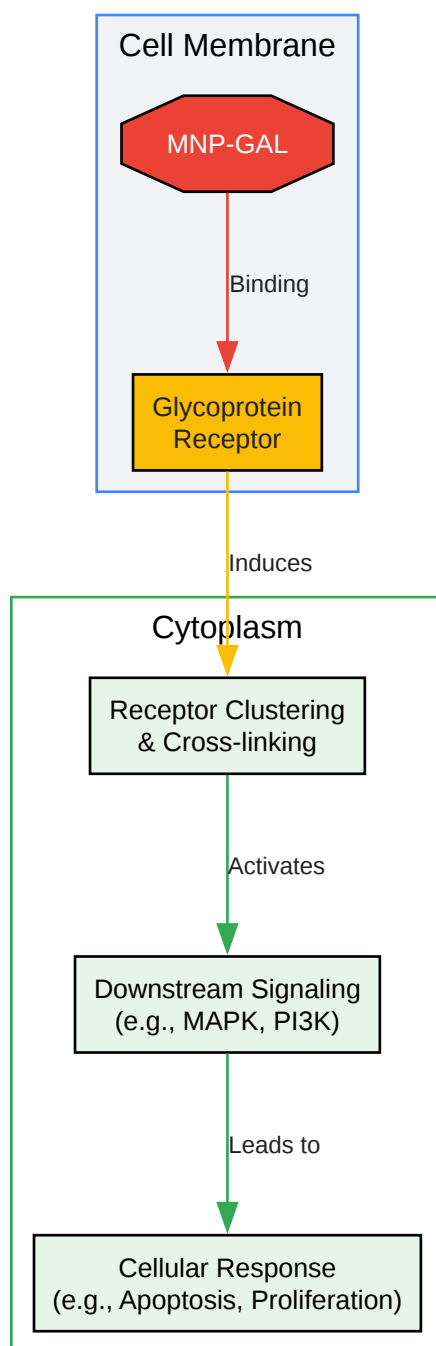 Cell Membrane
MNP-GAL
Binding
Glycoprotein
Receptor
Induces
Cytoplasm
Receptor Clustering
& Cross-linking
Activates
Downstream Signaling
(e.g., MAPK, PI3K)
Leads to
Cellular Response
(e.g., Apoptosis, Proliferation)